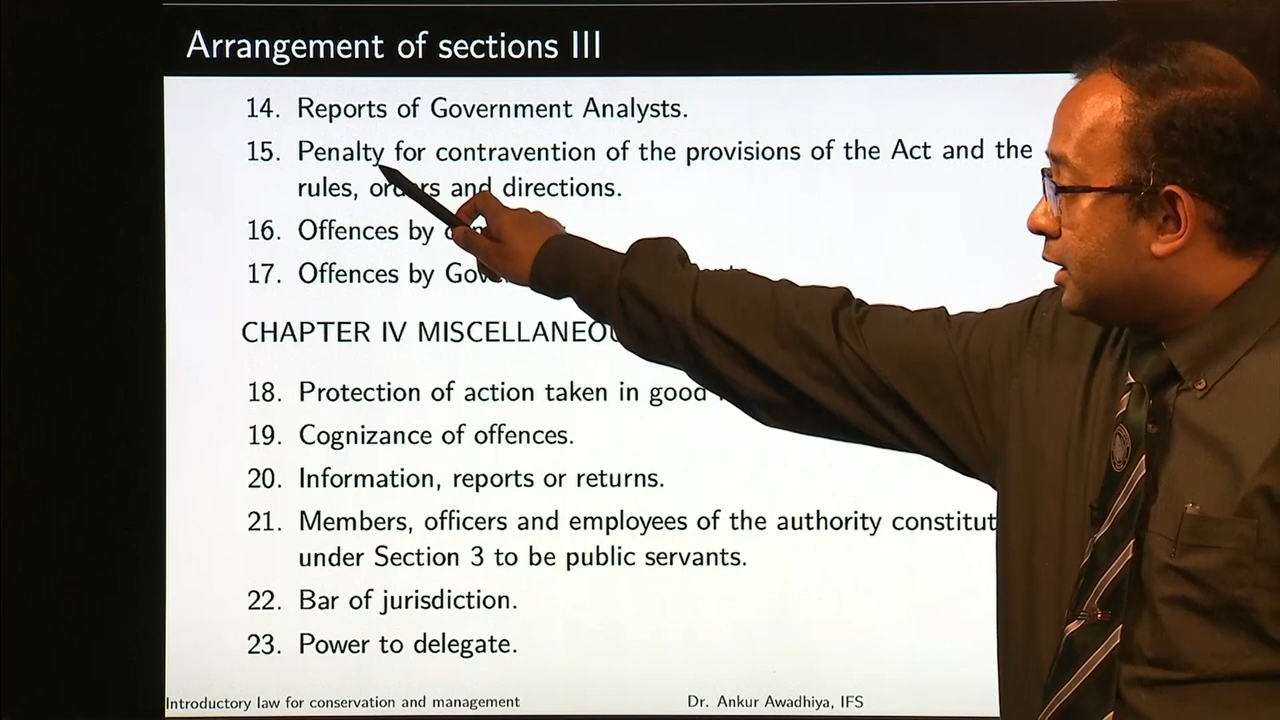 Arrangement of sections III
14. Reports of Government Analysts.
15. Penalty for contravention of the provisions of the Act and the
rules, orders and directions.
16. Offences by
17. Offences by
CHAPTER IV MISCELLANEOU
18. Protection of action taken in good
19. Cognizance of offences.
20. Information, reports or returns.
21. Members, officers and employees of the authority constitut
under Section 3 to be public servants.
22. Bar of jurisdiction.
23. Power to delegate.
Introductory law for conservation and management Dr. Ankur Awadhiya, IFS